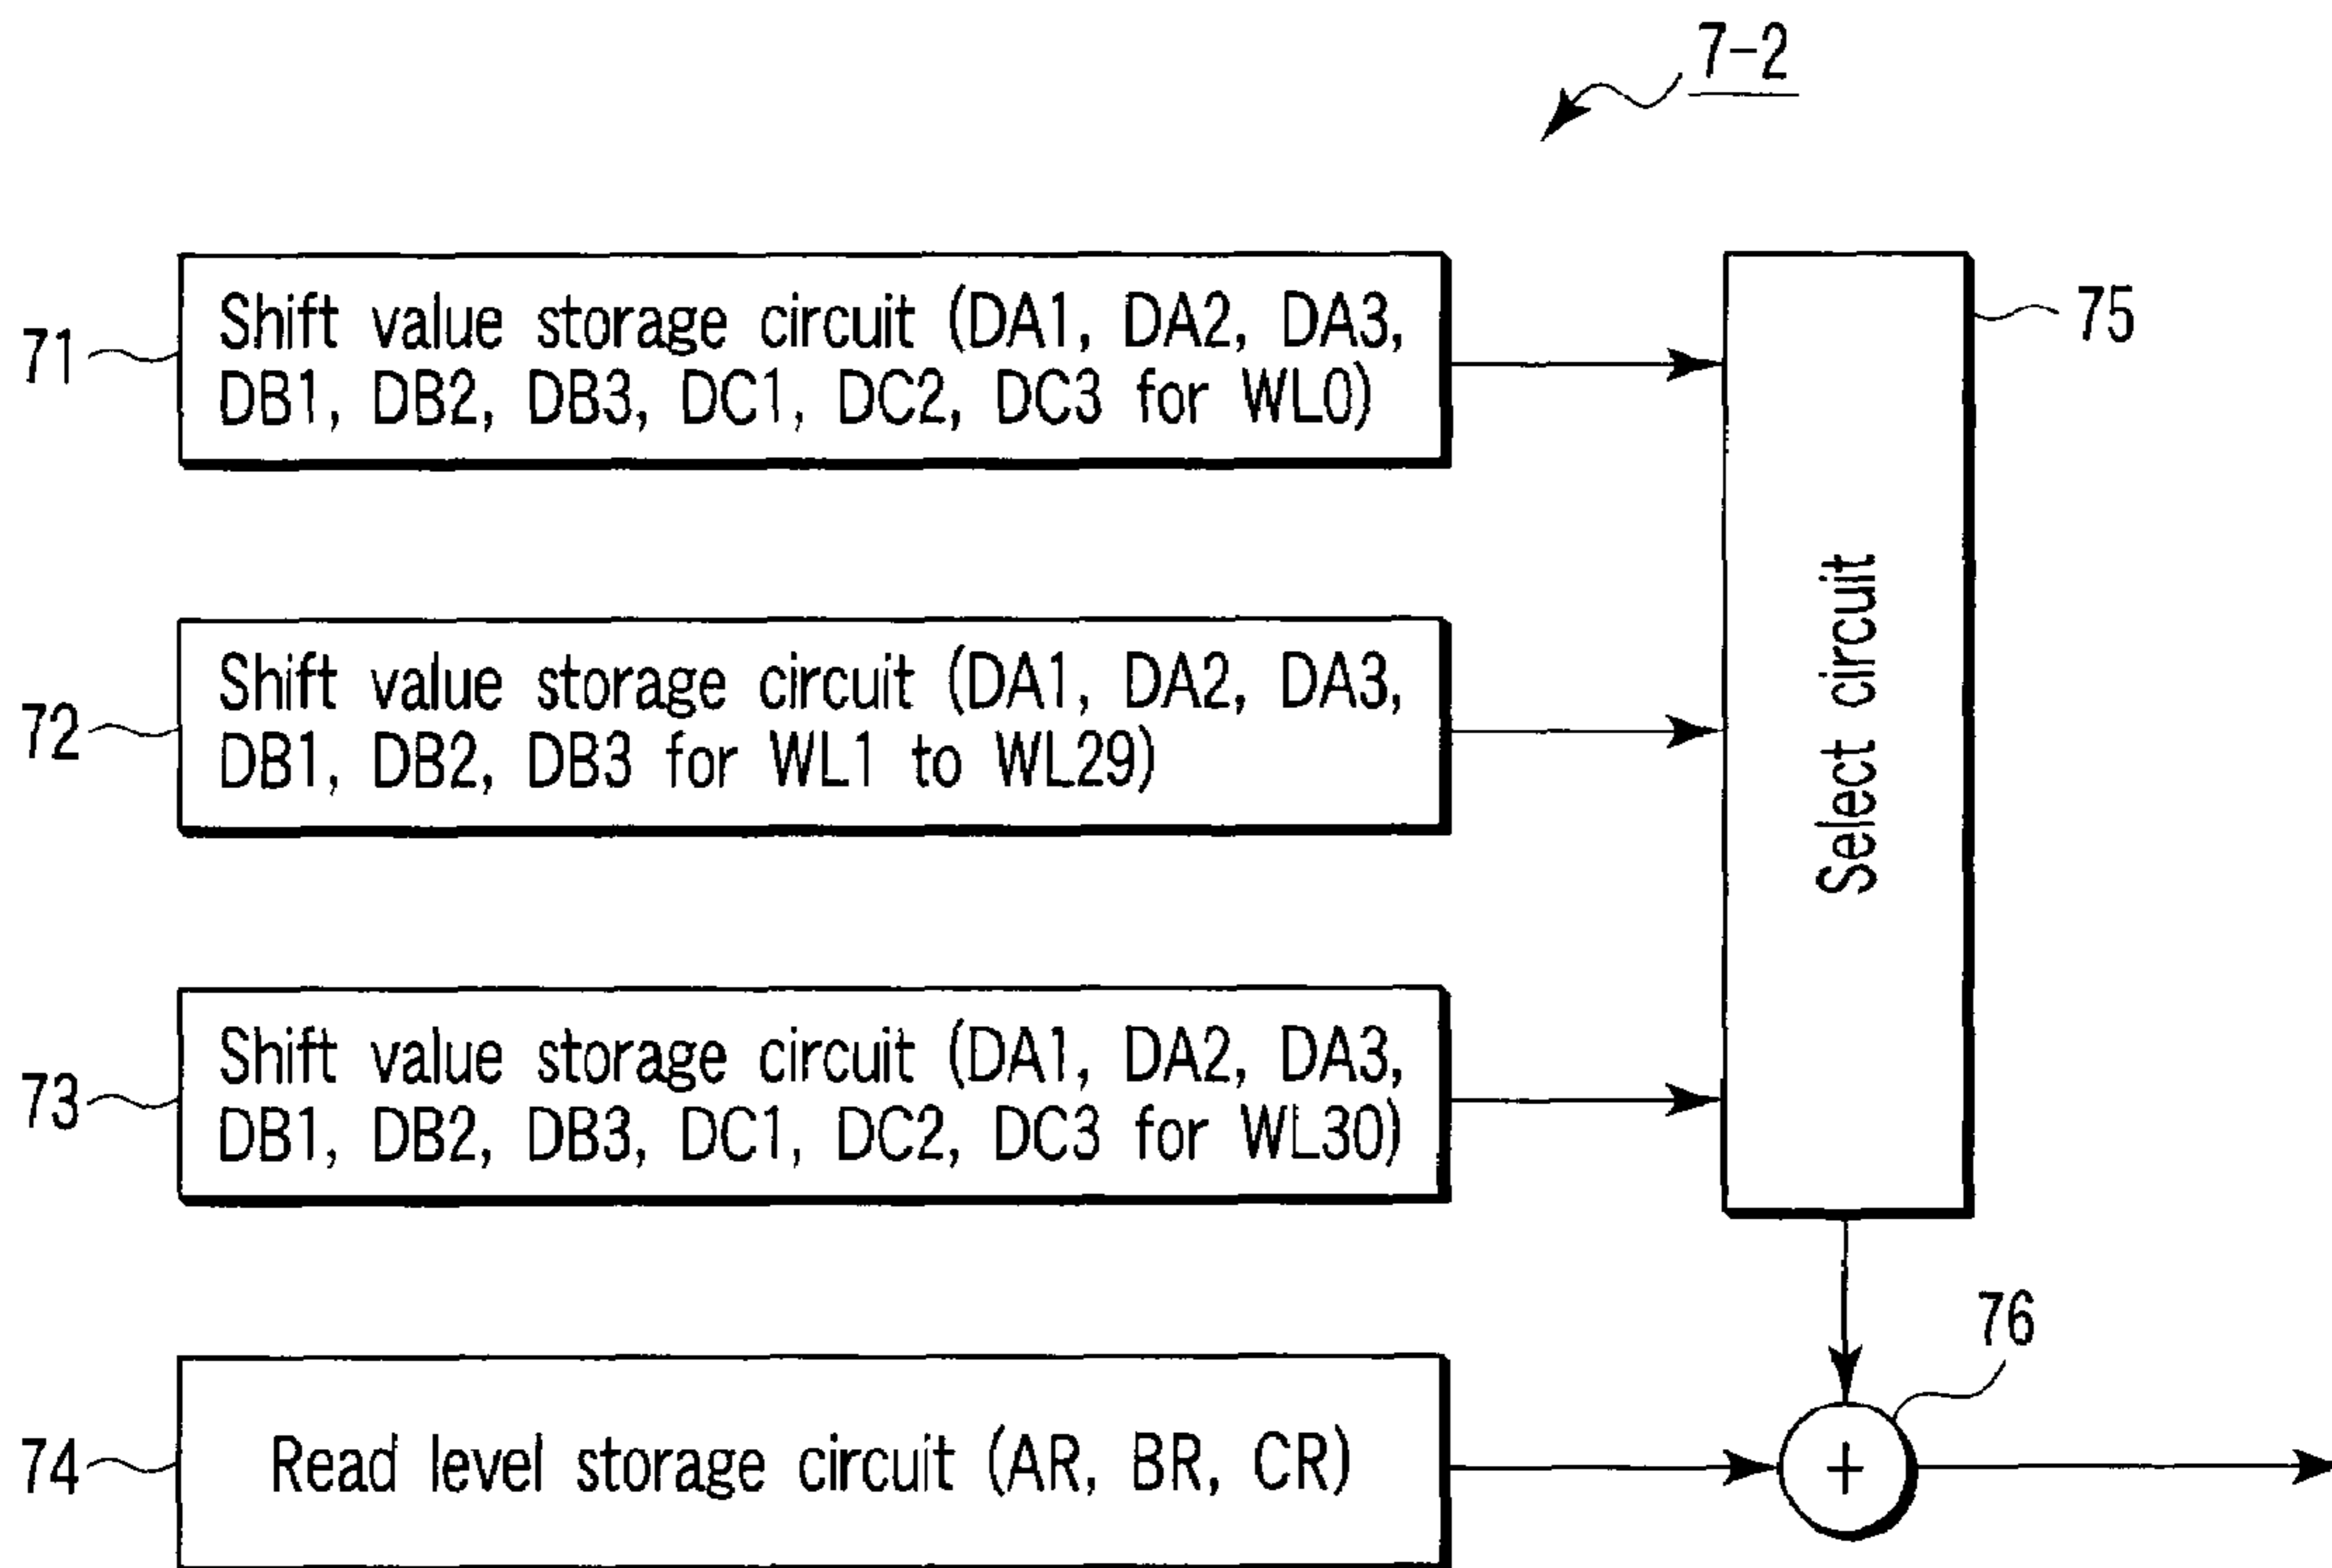 7-2
71
Shift value storage circuit (DA1, DA2, DA3,
DB1, DB2, DB3, DC1, DC2, DC3 for WL0)
75
Select circuit
72
Shift value storage circuit (DA1, DA2, DA3,
DB1, DB2, DB3 for WL1 to WL29)
73
Shift value storage circuit (DA1, DA2, DA3,
DB1, DB2, DB3, DC1, DC2, DC3 for WL30)
76
74
Read level storage circuit (AR, BR, CR)
+